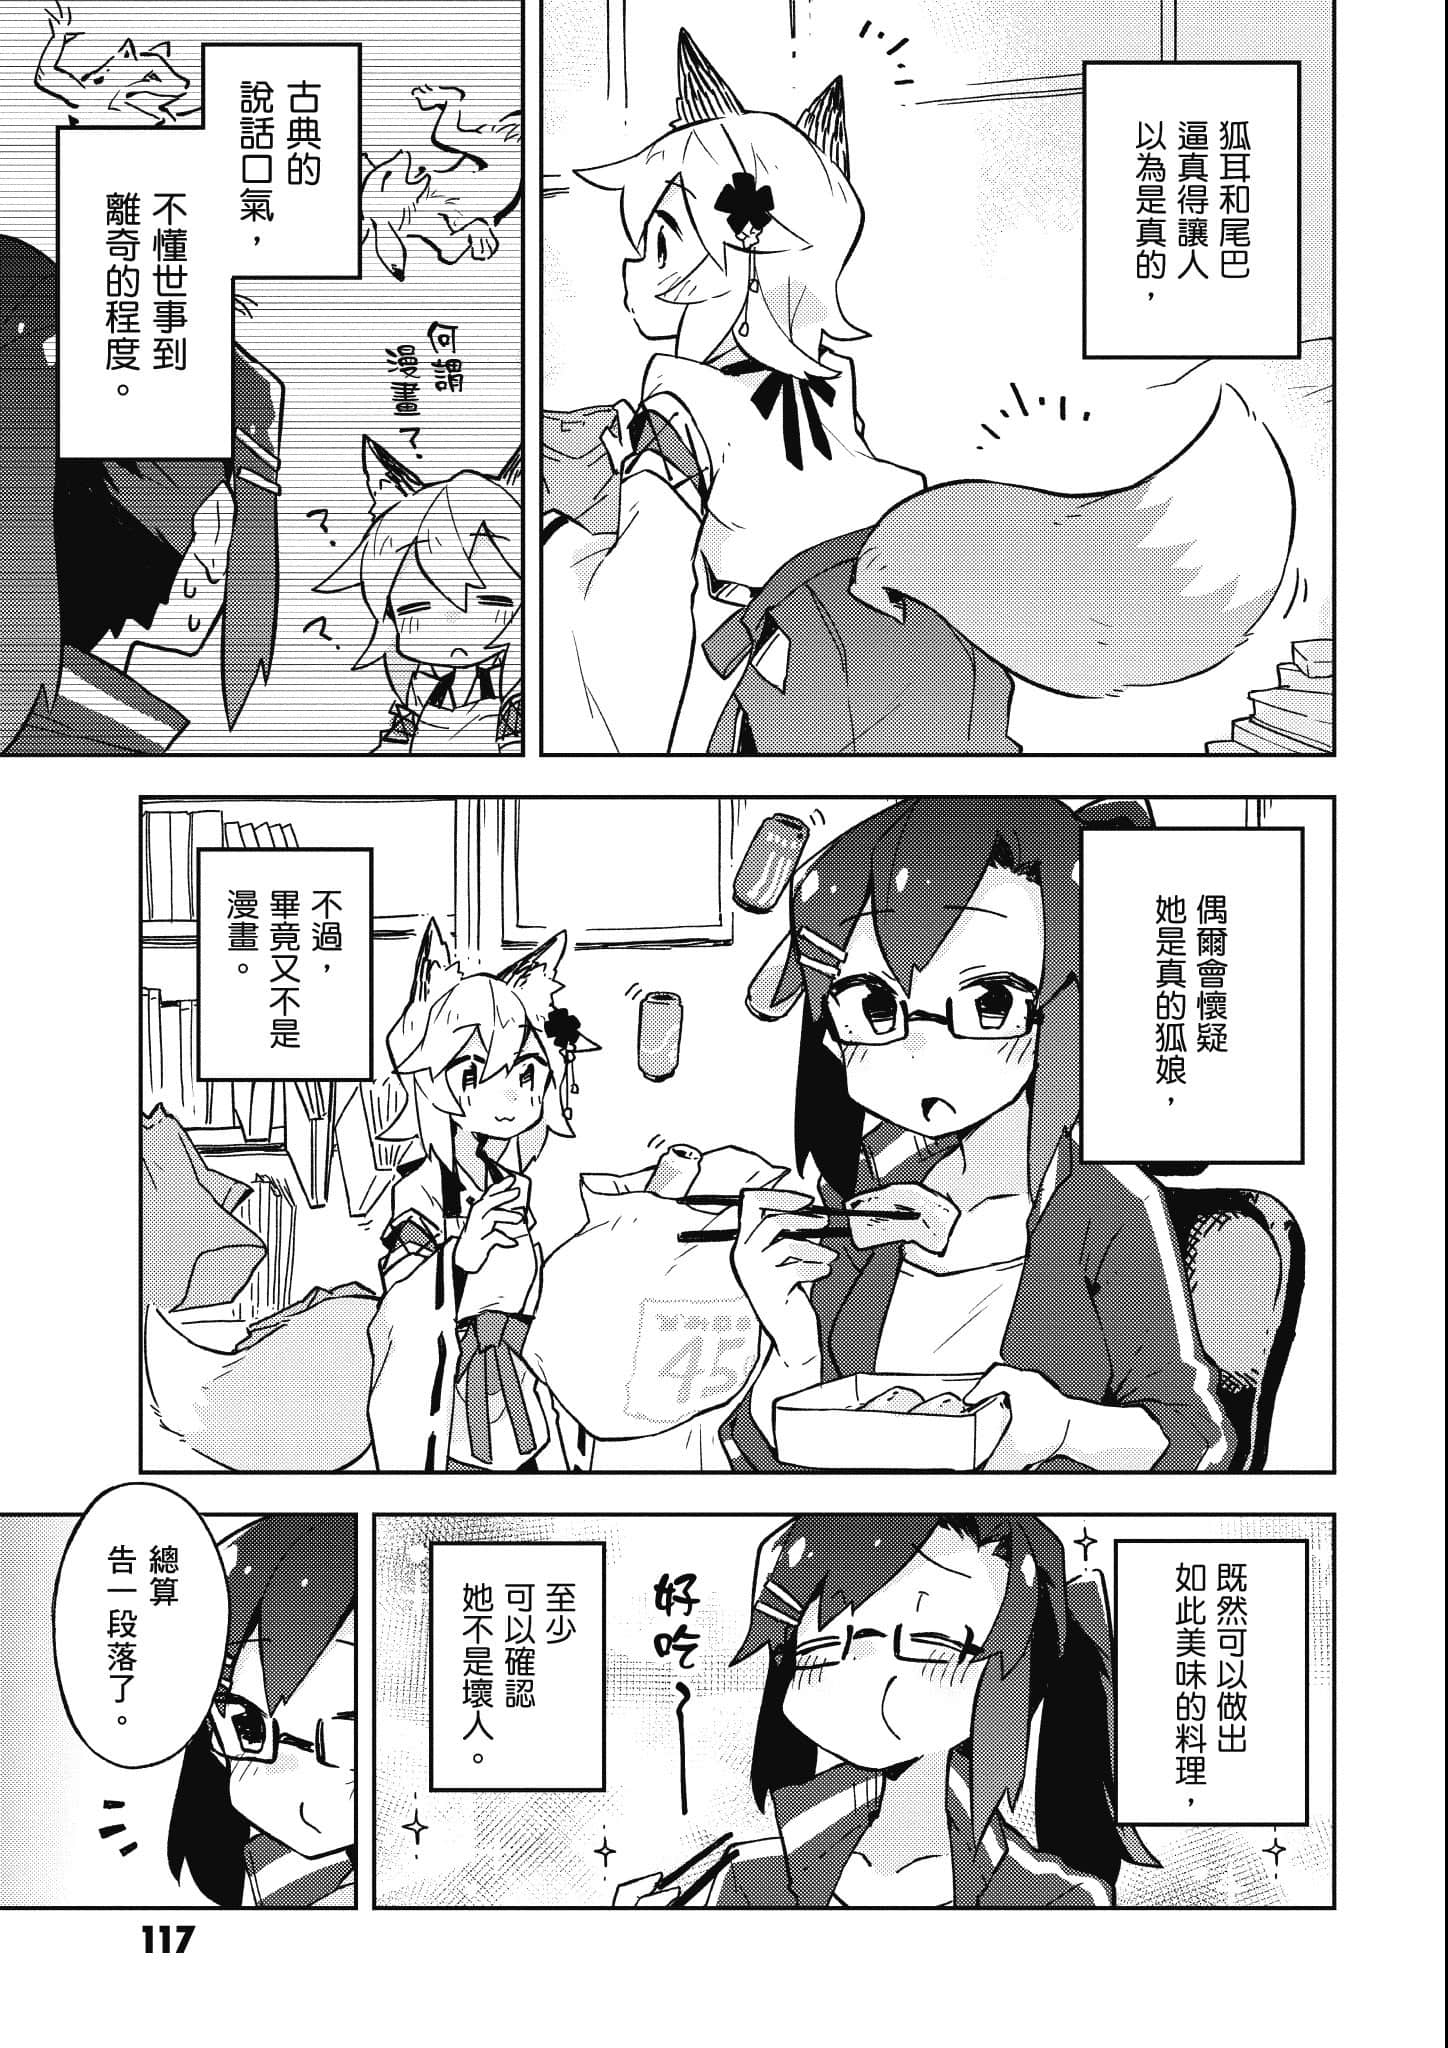 狐耳和尾巴
逼真得讓人
以為是真的，
古典的
說話口氣，
不懂世事到
離奇的程度。
何謂
漫畫？
？
？
偶爾會懷疑
她是真的狐娘，
不過，
畢竟又不是
漫畫。
45
既然可以做出
如此美味的料理，
好吃～
至少
可以確認
她不是壞人。
總算
告一段落了。
117